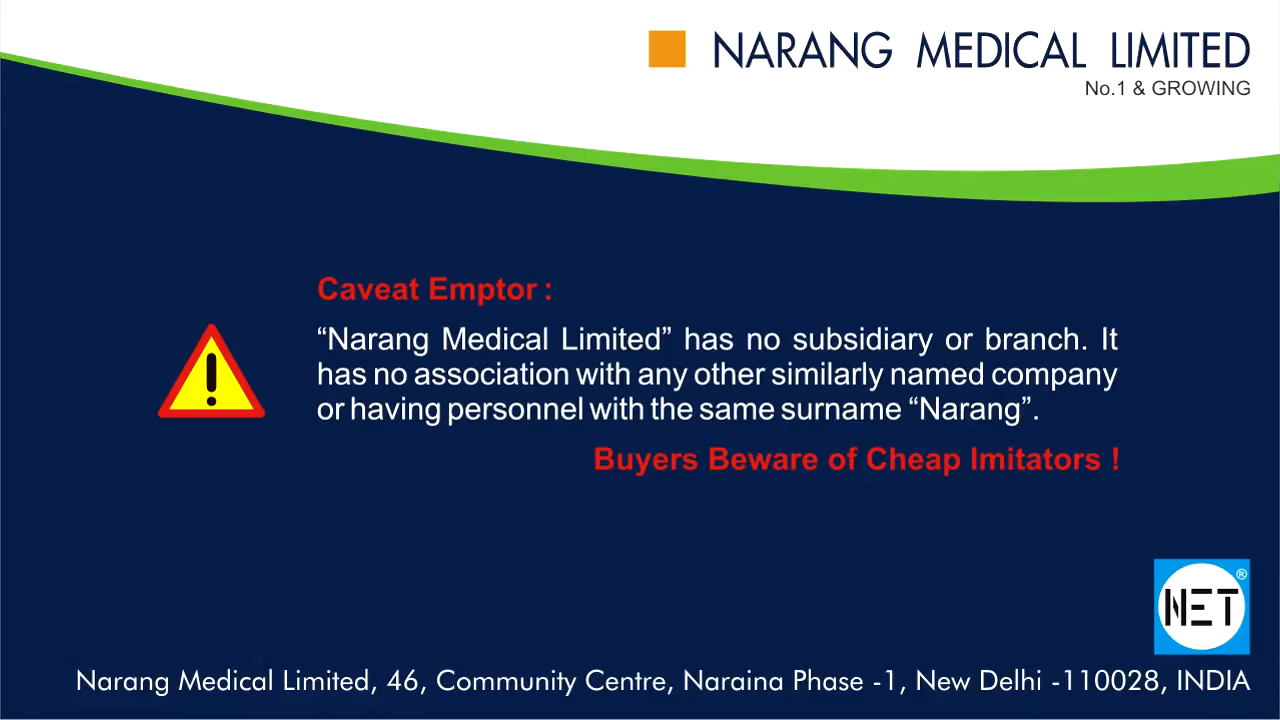 NARANG MEDICAL LIMITED
No.1 & GROWING
Caveat Emptor :
“Narang Medical Limited” has no subsidiary or branch. It
has no association with any other similarly named company
or having personnel with the same surname “Narang”.
Buyers Beware of Cheap Imitators !
NET®
Narang Medical Limited, 46, Community Centre, Naraina Phase -1, New Delhi -110028, INDIA